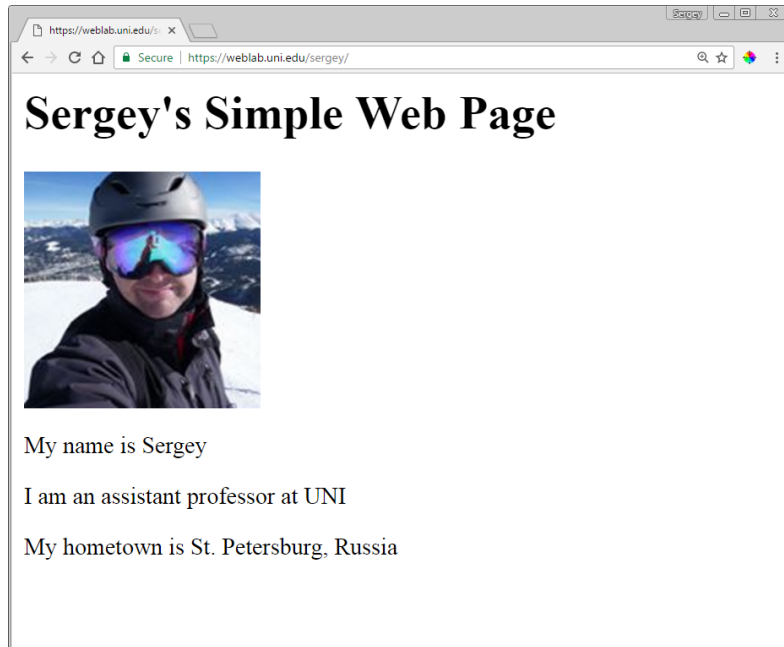 Sergey
https://weblab.uni.edu/se
Secure | https://weblab.uni.edu/sergey/
Sergey's Simple Web Page
My name is Sergey
I am an assistant professor at UNI
My hometown is St. Petersburg, Russia